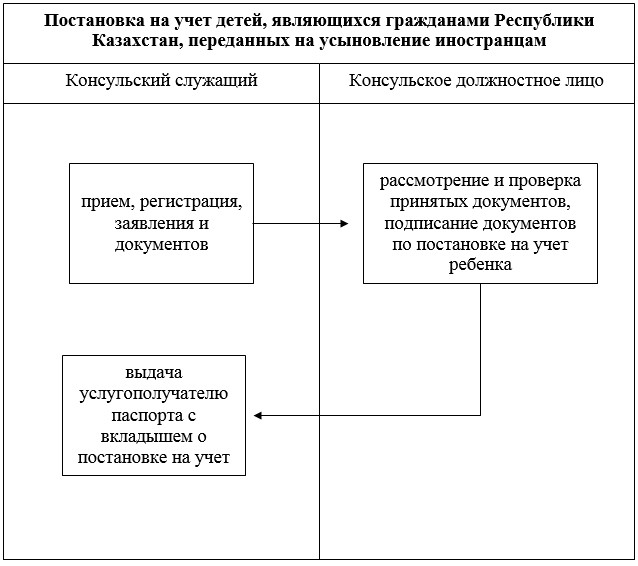 Постановка на учет детей, являющихся гражданами Республики
Казахстан, переданных на усыновление иностранцам
Консульский служащий
Консульское должностное лицо
прием, регистрация,
заявления и
документов
рассмотрение и проверка
принятых документов,
подписание документов
по постановке на учет
ребенка
выдача
услугополучателю
паспорта с
вкладышем о
постановке на учет